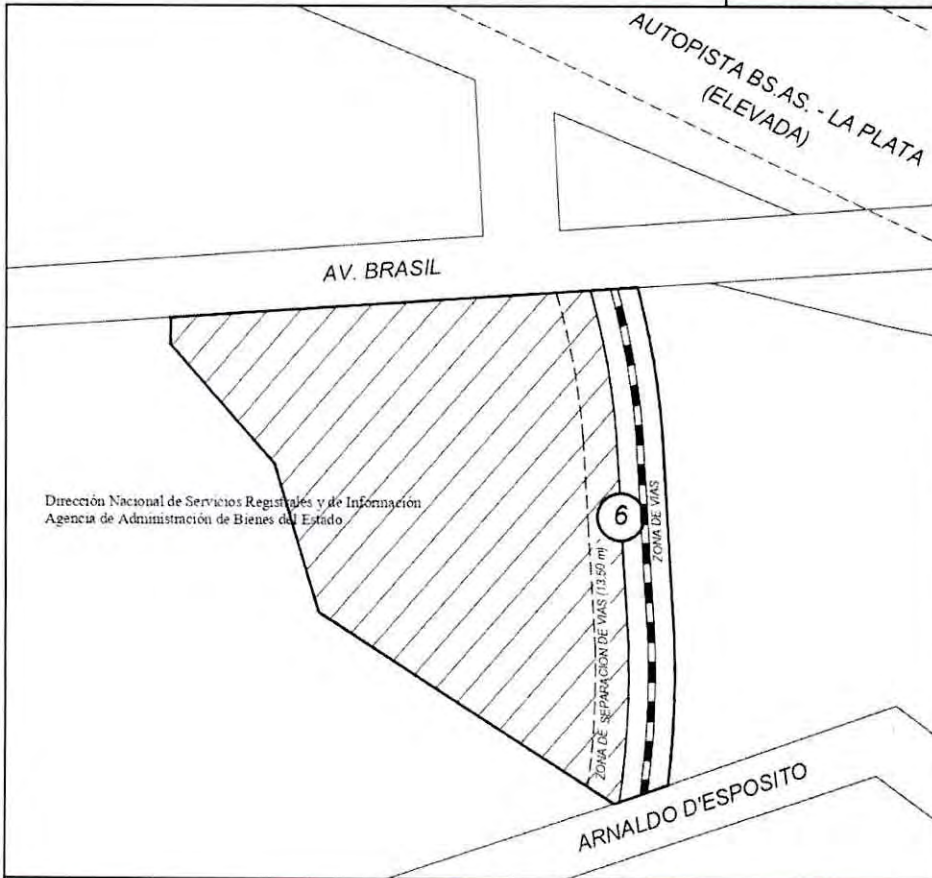 AUTOPISTA BS.AS. - LA PLATA
(ELEVADA)
AV. BRASIL
Dirección Nacional de Servicios Registrales y de Información
Agencia de Administración de Bienes del Estado
6
ZONA DE VIAS
ZONA DE SEPARACION DE VIAS (13.50 m)
ARNALDO D'ESPOSITO